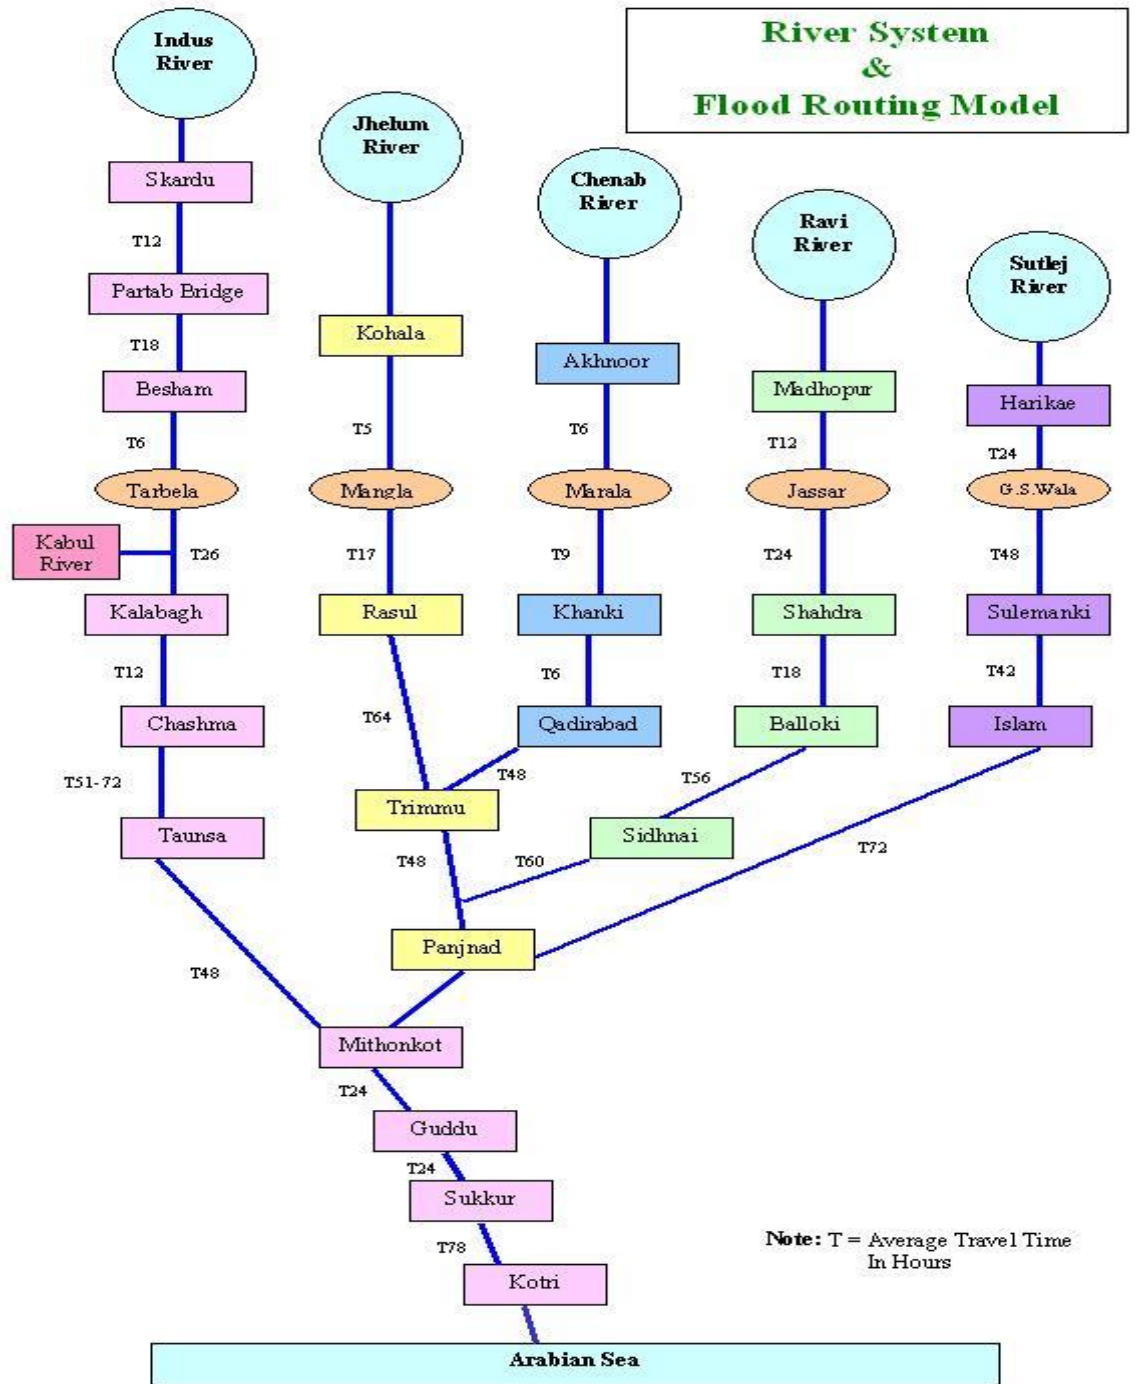 River System
&
Flood Routing Model
Indus
River
Jhelum
River
Chenab
River
Ravi
River
Sutlej
River
Skardu
T12
Partab Bridge
T18
Kohala
Akhnoor
Besham
Madhopur
Harikae
T6
T5
T6
T12
T24
Tarbela
Mangla
Marala
Jassar
G.S.Wala
Kabul
River
T26
T17
T9
T24
T48
Kalabagh
Rasul
Khanki
Shahdra
Sulemanki
T12
T6
T18
T42
Chashma
T64
Qadirabad
Balloki
Islam
T51-72
T48
T56
Trimmu
Taunsa
Sidhnai
T48
T60
T72
Panjnad
T48
Mithonkot
T24
Guddu
T24
Sukkur
T78
Note: T = Average Travel Time
In Hours
Kotri
Arabian Sea